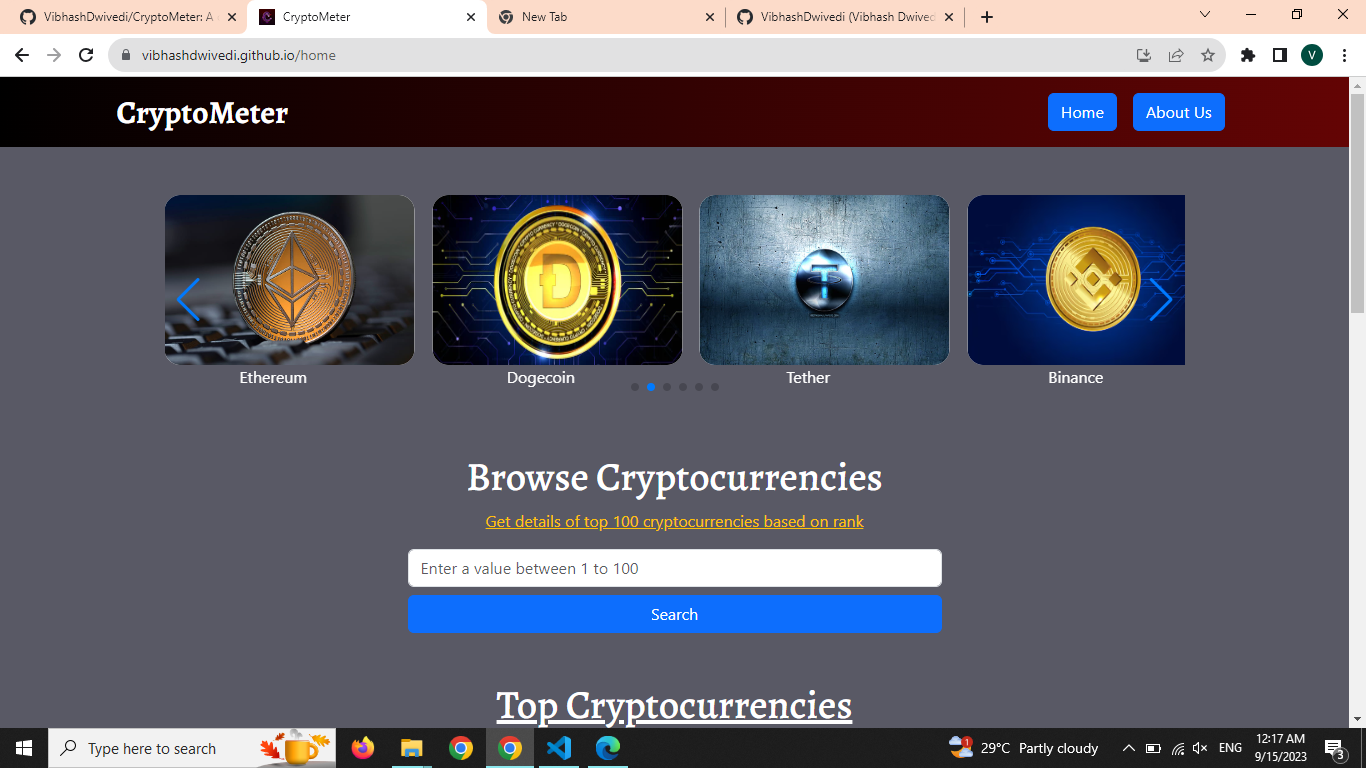 VibhashDwivedi/CryptoMeter: A
CryptoMeter
New Tab
VibhashDwivedi (Vibhash Dwived
vibhashdwivedi.github.io/home
V
CryptoMeter
Home
About Us
Ethereum
Dogecoin
Tether
Binance
Browse Cryptocurrencies
Get details of top 100 cryptocurrencies based on rank
Enter a value between 1 to 100
Search
Top Cryptocurrencies
Type here to search
1
29°C Partly cloudy
ENG
12:17 AM
9/15/2023
3